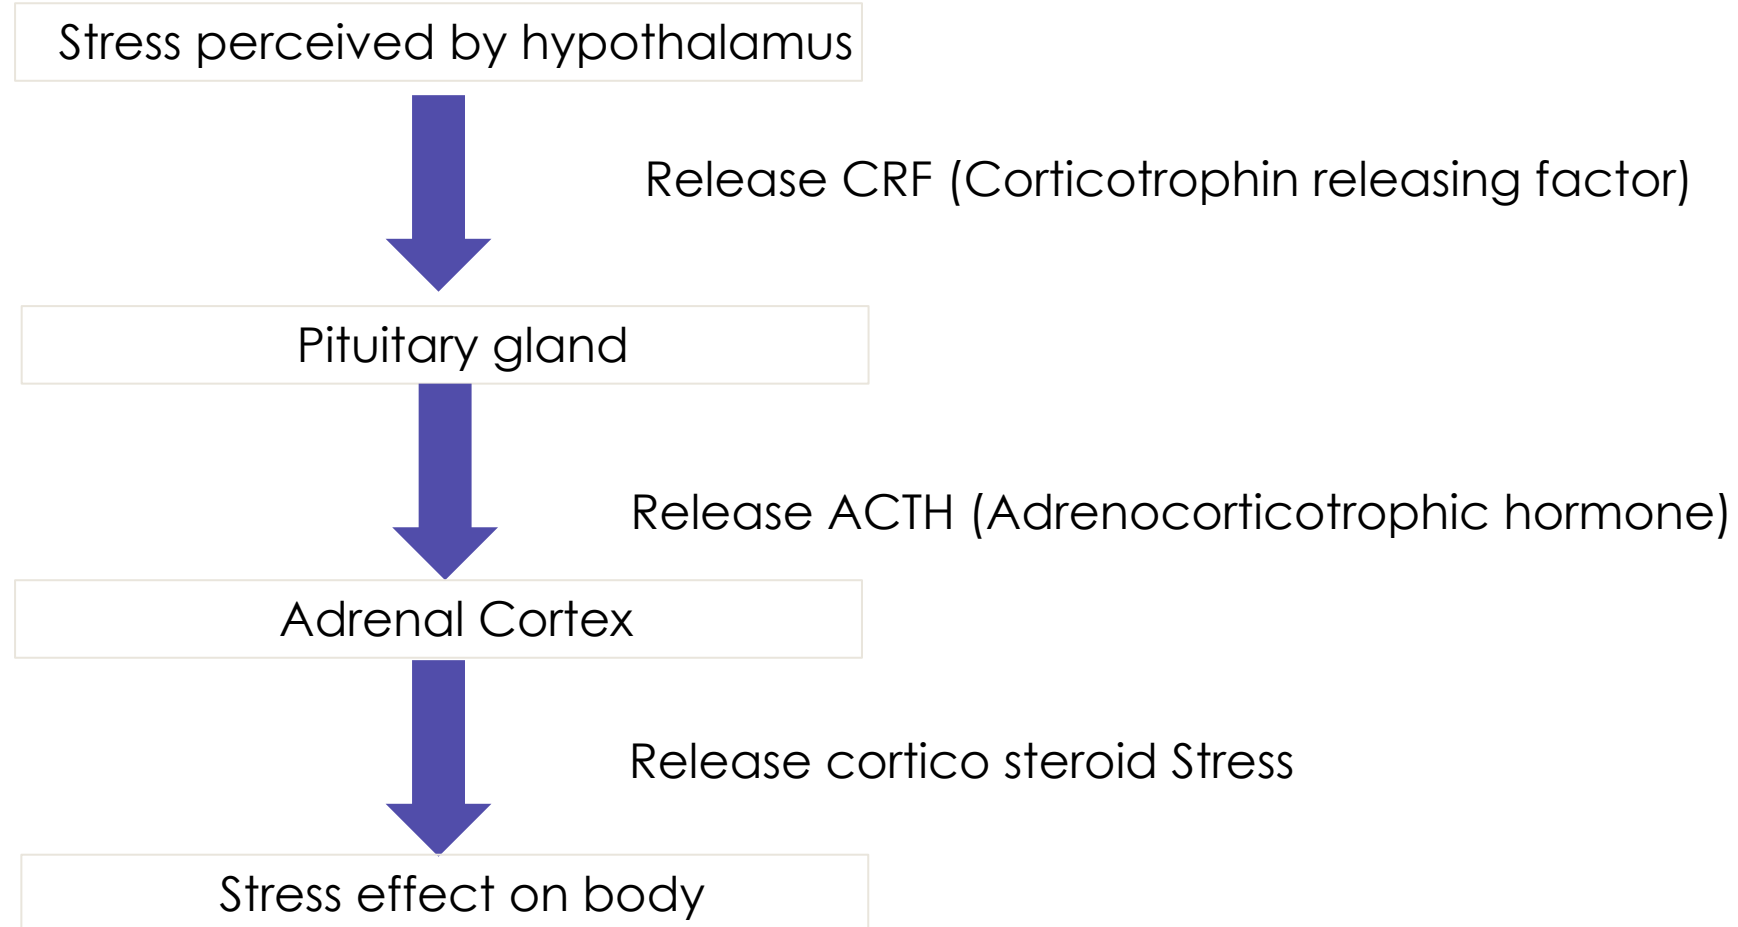 Stress perceived by hypothalamus
Release CRF (Corticotrophin releasing factor)
Pituitary gland
Release ACTH (Adrenocorticotrophic hormone)
Adrenal Cortex
Release cortico steroid Stress
Stress effect on body